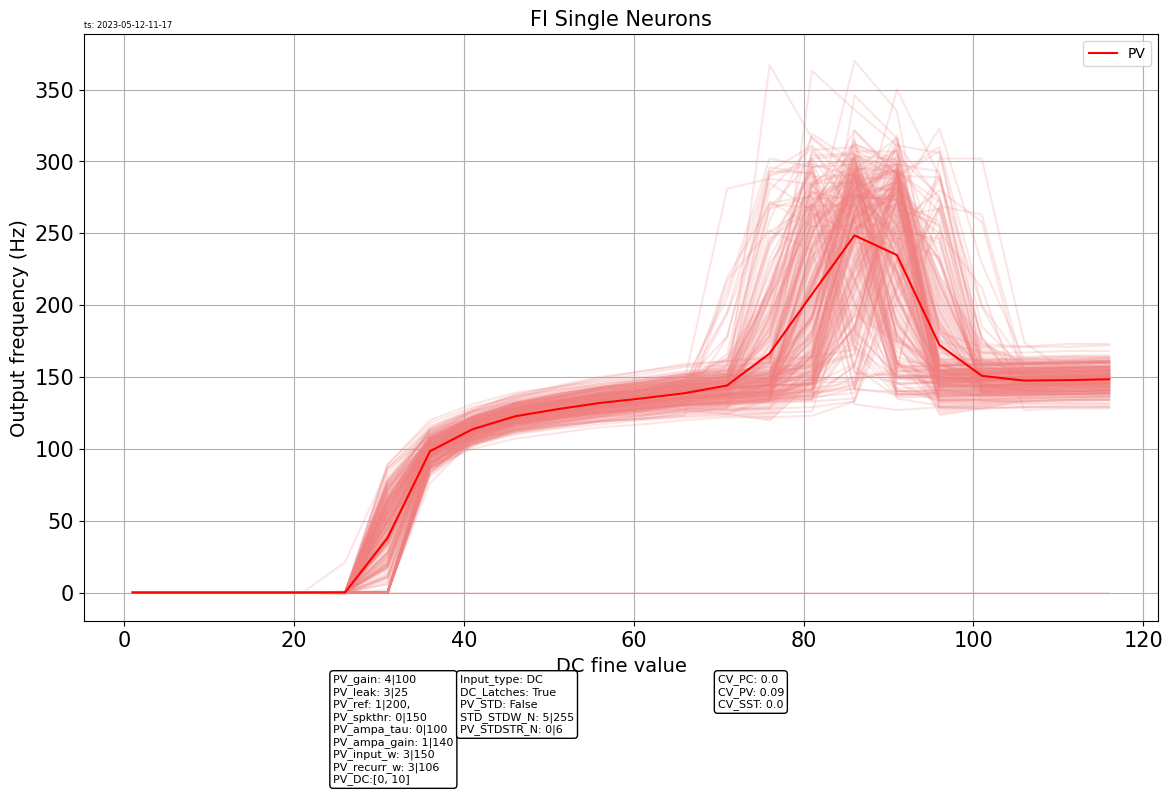 FI Single Neurons
ts: 2023-05-12-11-17
PV
Output frequency (Hz)
350
300
250
200
150
100
50
0
0 20 40 60 80 100 120
DC fine value
PV_gain: 4|100
PV_leak: 3|25
PV_ref: 1|200,
PV_spkthr: 0|150
PV_ampa_tau: 0|100
PV_ampa_gain: 1|140
PV_input_w: 3|150
PV_recurr_w: 3|106
PV_DC:[0, 10]
Input_type: DC
DC_Latches: True
PV_STD: False
STD_STDW_N: 5|255
PV_STDSTR_N: 0|6
CV_PC: 0.0
CV_PV: 0.09
CV_SST: 0.0